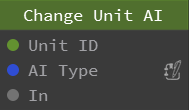 Change Unit AI
Unit ID
AI Type
In